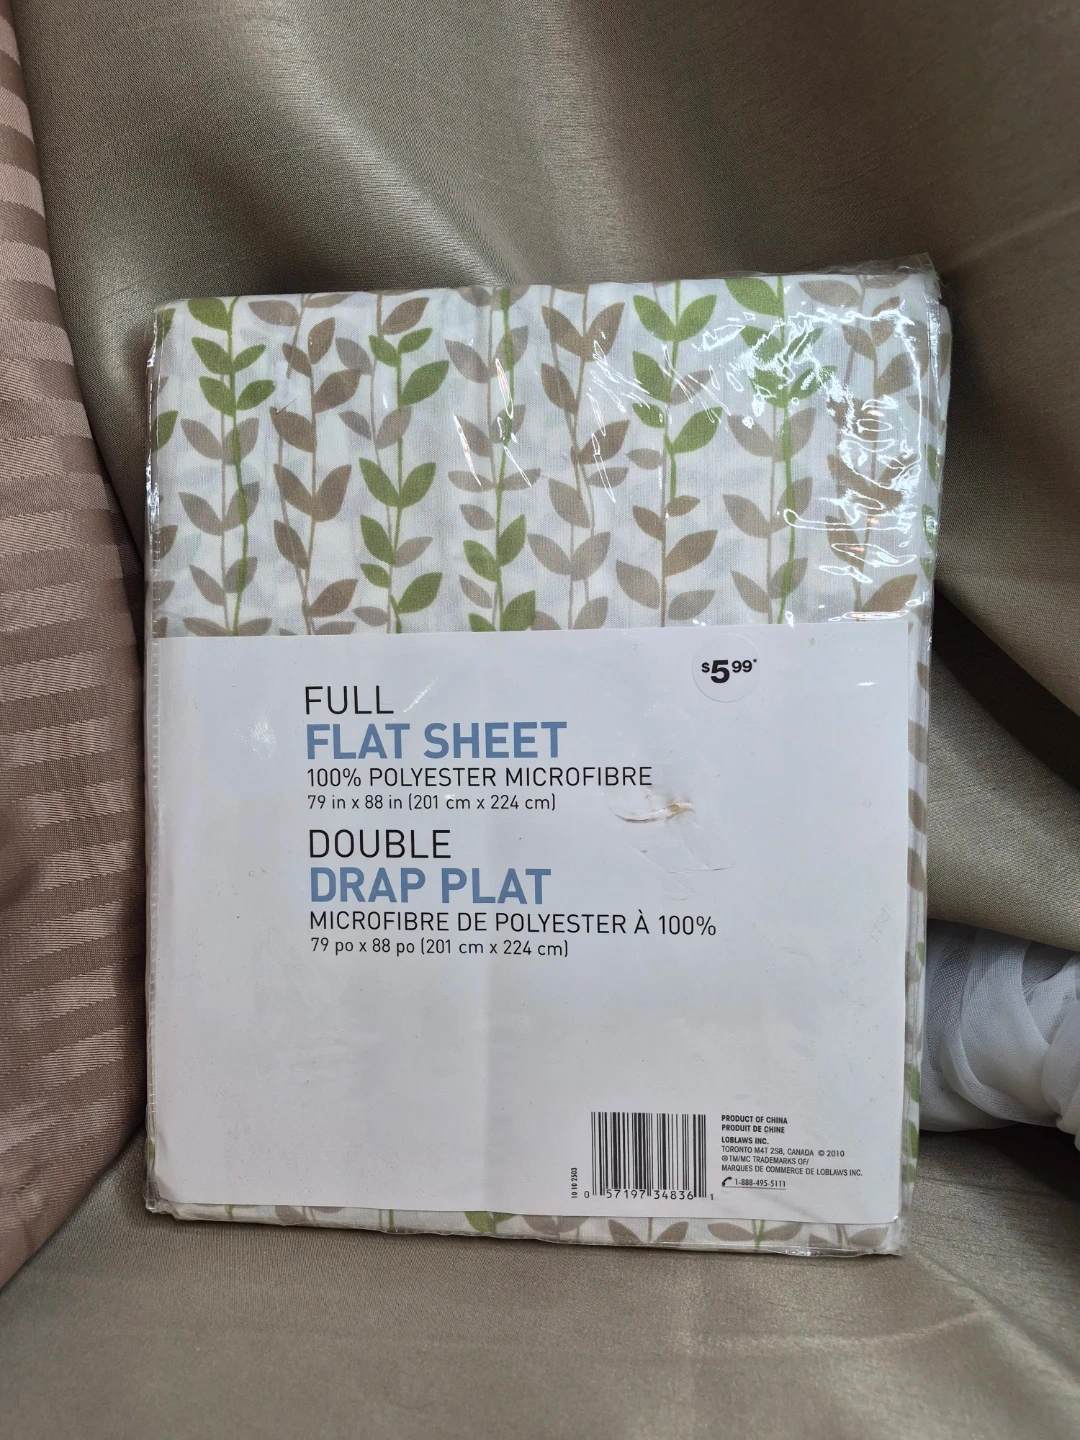 $5.99*
FULL
FLAT SHEET
100% POLYESTER MICROFIBRE
79 in x 88 in (201 cm x 224 cm)
DOUBLE
DRAP PLAT
MICROFIBRE DE POLYESTER À 100%
79 po x 88 po (201 cm x 224 cm)
PRODUCT OF CHINA
PRODUIT DE CHINE
LOBLAWS INC.
TORONTO M4T 2S8, CANADA © 2010
®TM/MC TRADEMARKS OF/
MARQUES DE COMMERCE DE LOBLAWS INC.
1-888-495-5111
10 10 2503
0 57197 34836 1